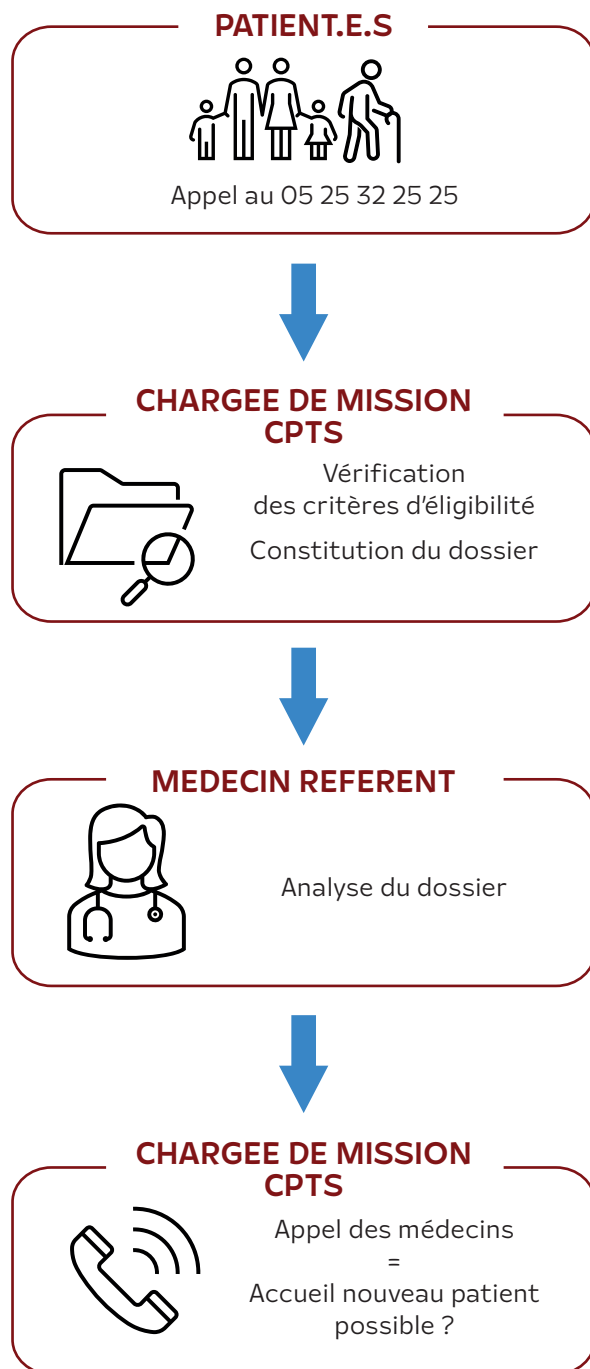 PATIENT.E.S
Appel au 05 25 32 25 25
CHARGEE DE MISSION
CPTS
Vérification
des critères d'éligibilité
Constitution du dossier
MEDECIN REFERENT
Analyse du dossier
CHARGEE DE MISSION
CPTS
Appel des médecins
=
Accueil nouveau patient
possible ?